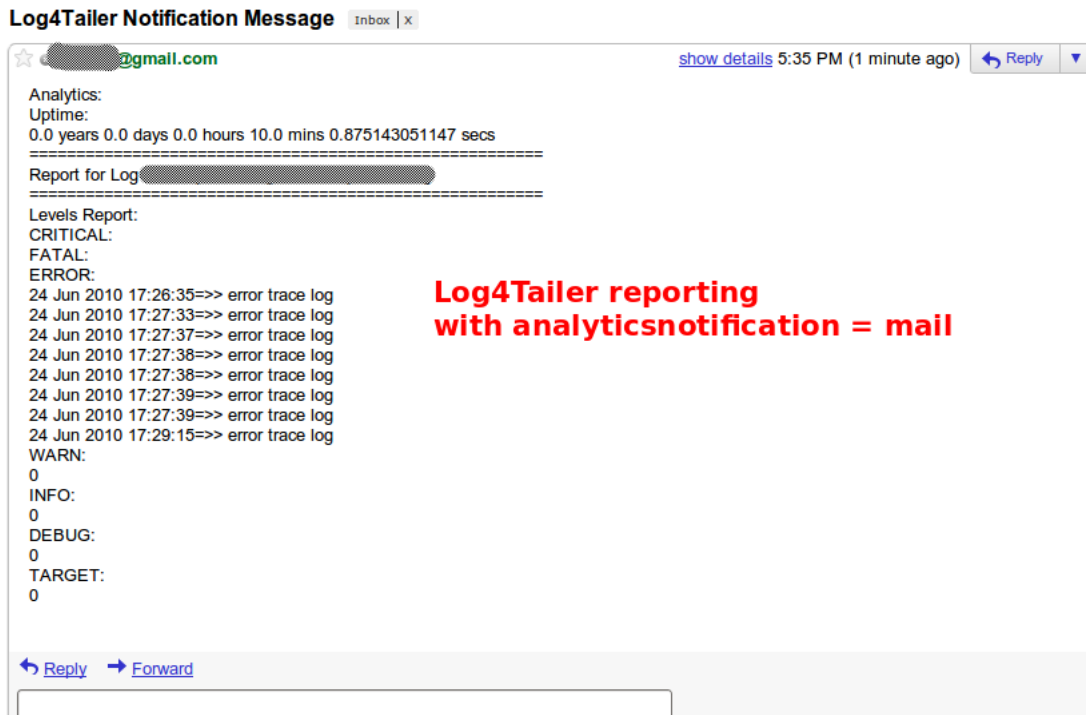 Log4Tailer Notification Message Inbox | X
@gmail.com show details 5:35 PM (1 minute ago) Reply
Analytics:
Uptime:
0.0 years 0.0 days 0.0 hours 10.0 mins 0.875143051147 secs
=======================================================
Report for Log
=======================================================
Levels Report:
CRITICAL:
FATAL:
ERROR:
24 Jun 2010 17:26:35=>> error trace log
24 Jun 2010 17:27:33=>> error trace log
24 Jun 2010 17:27:37=>> error trace log
24 Jun 2010 17:27:38=>> error trace log
24 Jun 2010 17:27:38=>> error trace log
24 Jun 2010 17:27:39=>> error trace log
24 Jun 2010 17:27:39=>> error trace log
24 Jun 2010 17:29:15=>> error trace log
WARN:
0
INFO:
0
DEBUG:
0
TARGET:
0
Log4Tailer reporting
with analyticsnotification = mail
Reply Forward